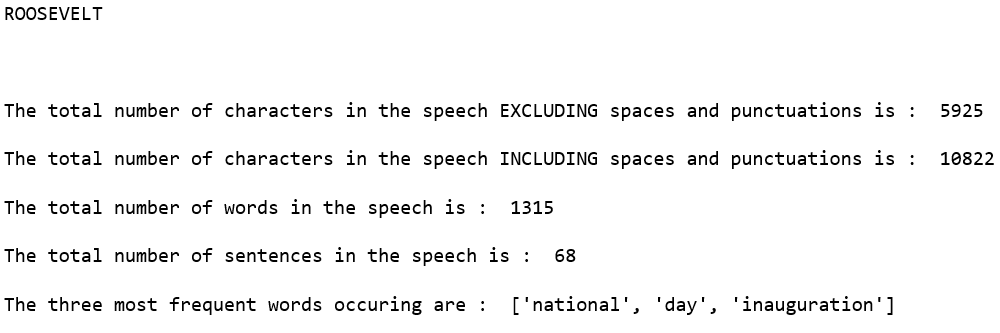 ROOSEVELT
The total number of characters in the speech EXCLUDING spaces and punctuations is :  5925
The total number of characters in the speech INCLUDING spaces and punctuations is :  10822
The total number of words in the speech is :  1315
The total number of sentences in the speech is :  68
The three most frequent words occuring are :  ['national', 'day', 'inauguration']